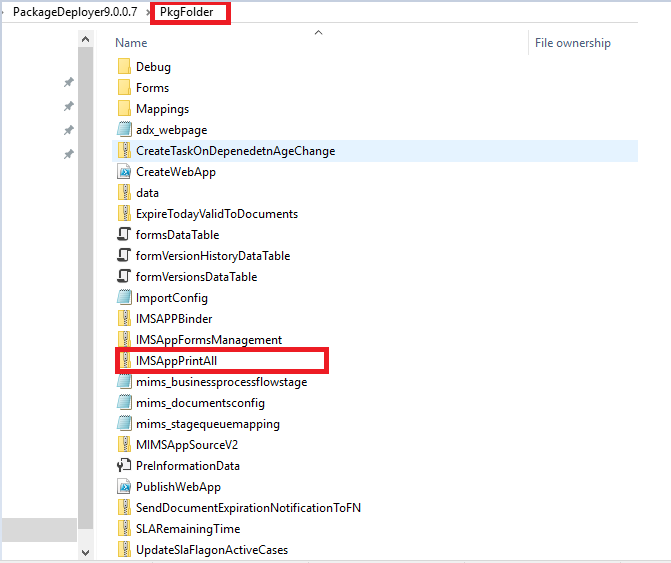 PackageDeployer9.0.0.7 > PkgFolder
Name File ownership
Debug
Forms
Mappings
adx_webpage
CreateTaskOnDepenedetnAgeChange
CreateWebApp
data
ExpireTodayValidToDocuments
formsDataTable
formVersionHistoryDataTable
formVersionsDataTable
ImportConfig
IMSAPPBinder
IMSAppFormsManagement
IMSAppPrintAll
mims_businessprocessflowstage
mims_documentsconfig
mims_stagequeuemapping
MIMSAppSourceV2
PreInformationData
PublishWebApp
SendDocumentExpirationNotificationToFN
SLARemainingTime
UpdateSlaFlagonActiveCases